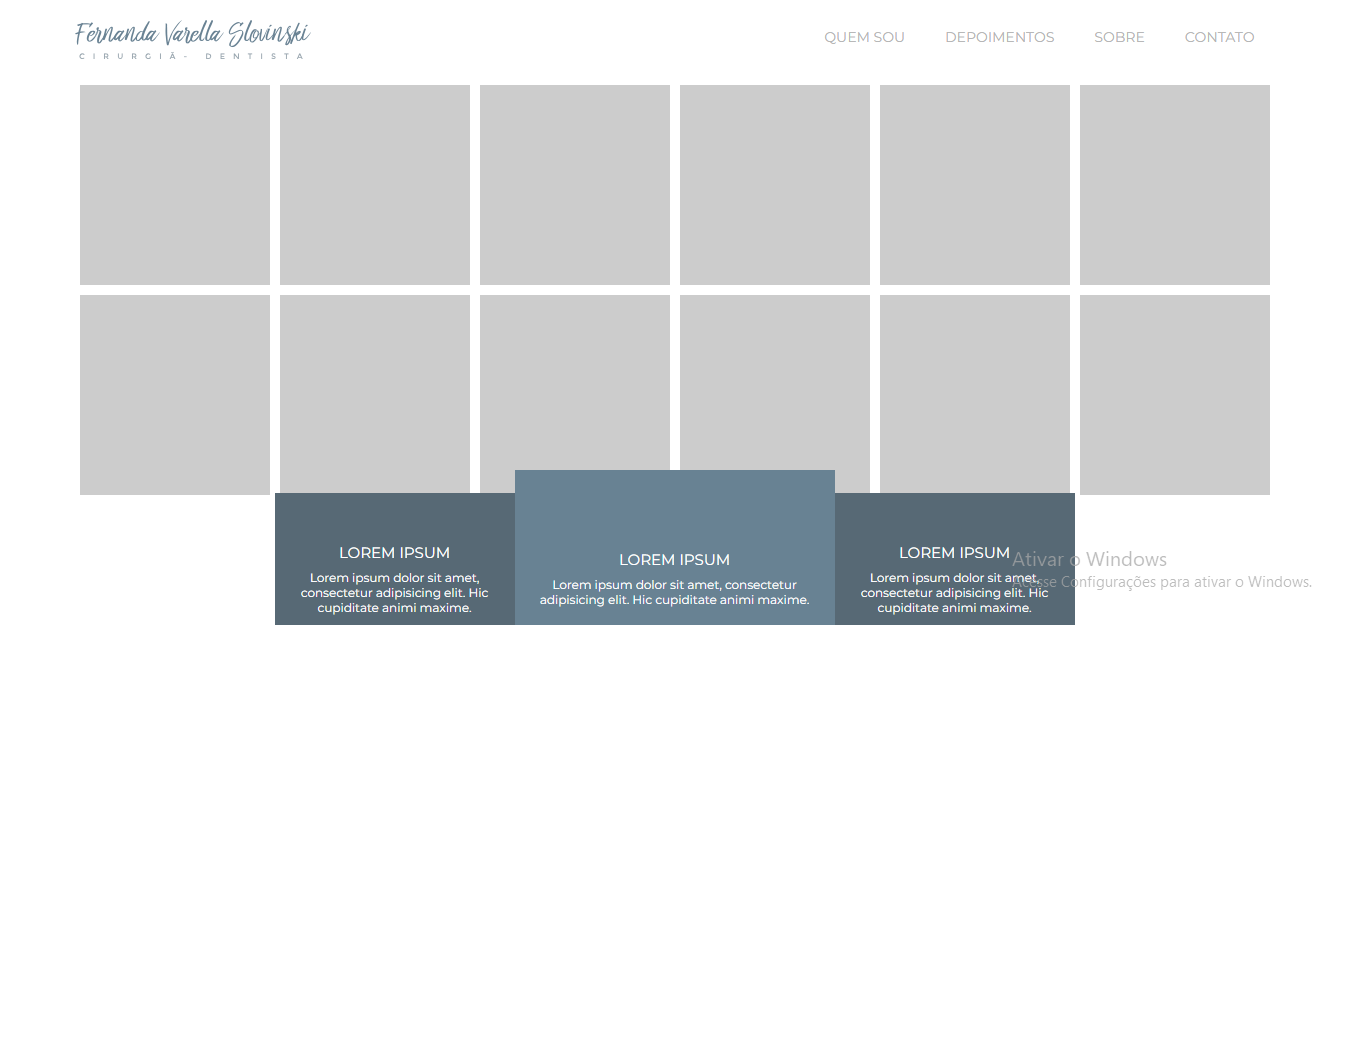 Fernanda Varella Slovinski
CIRURGIÃ- DENTISTA
QUEM SOU
DEPOIMENTOS
SOBRE
CONTATO
LOREM IPSUM
Lorem ipsum dolor sit amet,
consectetur adipisicing elit. Hic
cupiditate animi maxime.
LOREM IPSUM
Lorem ipsum dolor sit amet, consectetur
adipisicing elit. Hic cupiditate animi maxime.
LOREM IPSUM
Lorem ipsum dolor sit amet,
consectetur adipisicing elit. Hic
cupiditate animi maxime.
Ativar o Windows
Acesse Configurações para ativar o Windows.